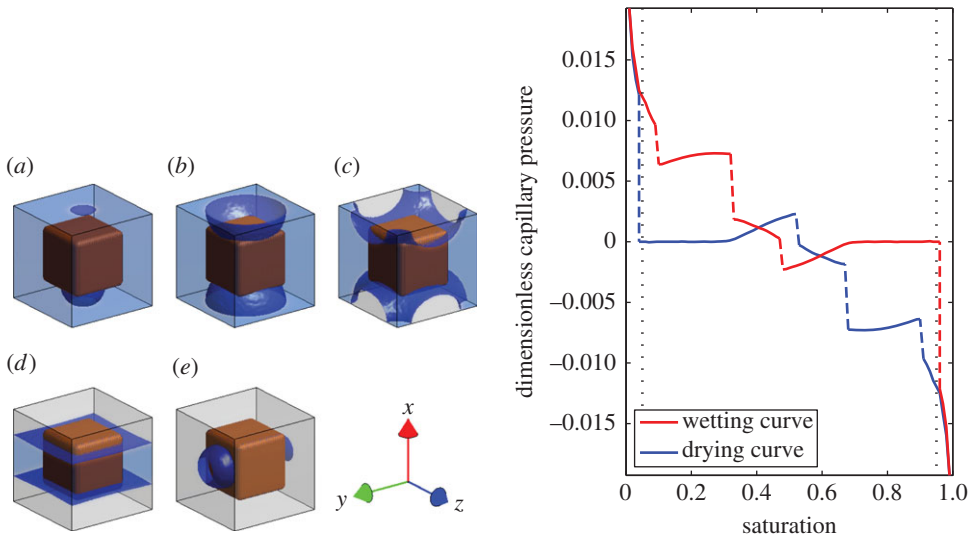 (a)
(b)
(c)
(d)
(e)
x
y
z
dimensionless capillary pressure
0.015
0.010
0.005
0
−0.005
−0.010
−0.015
wetting curve
drying curve
0 0.2 0.4 0.6 0.8 1.0
saturation